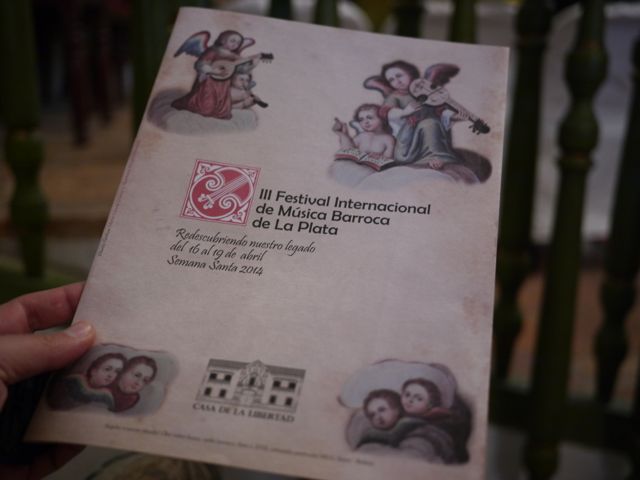 III Festival Internacional
de Música Barroca
de La Plata
Redescubriendo nuestro legado
del 16 al 19 de abril
Semana Santa 2014
CASA DE LA LIBERTAD